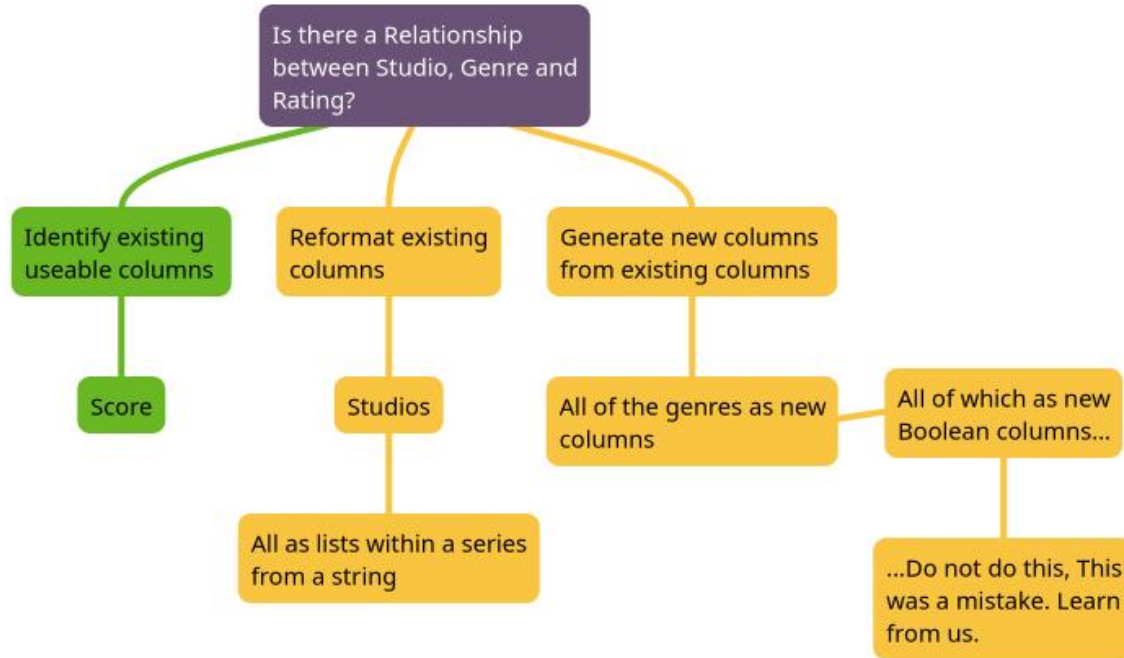 Is there a Relationship
between Studio, Genre and
Rating?
Identify existing
useable columns
Reformat existing
columns
Generate new columns
from existing columns
Score
Studios
All of the genres as new
columns
All of which as new
Boolean columns...
All as lists within a series
from a string
...Do not do this, This
was a mistake. Learn
from us.